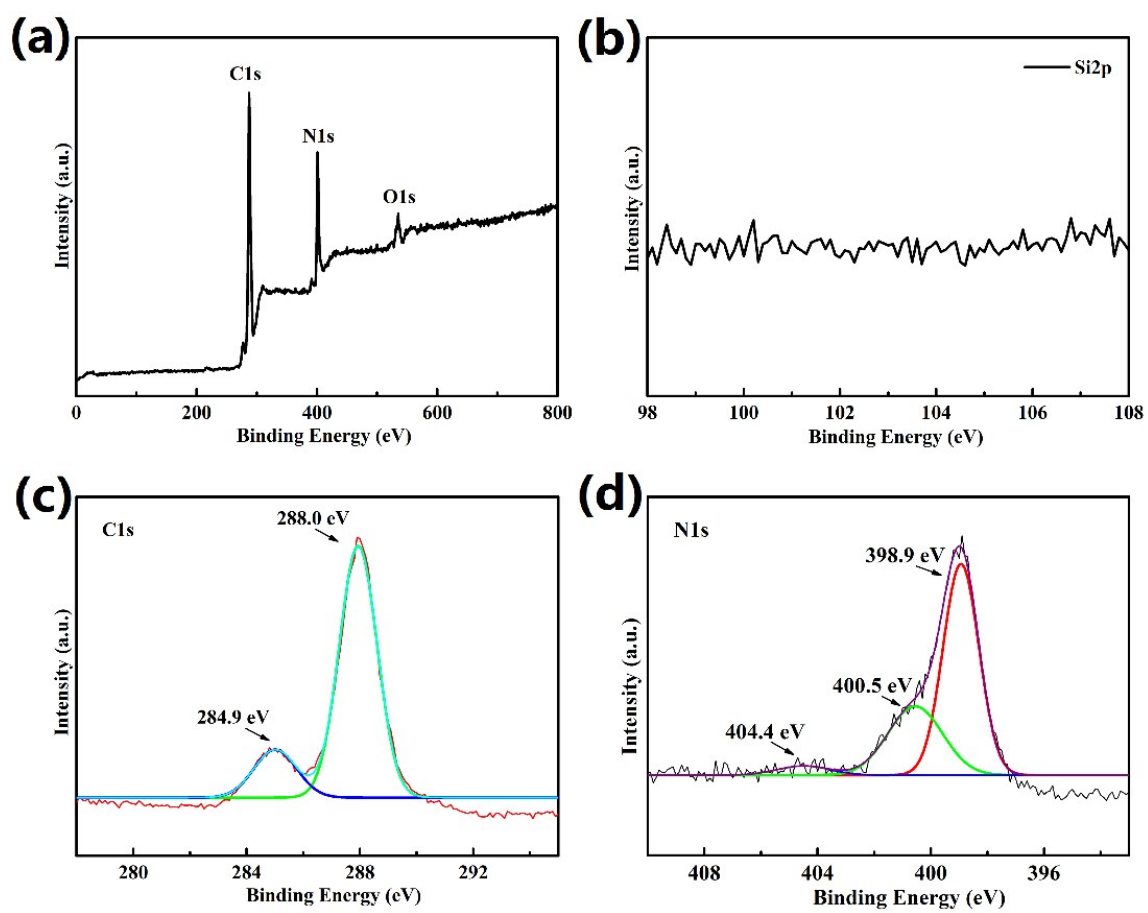 (a)
C1s
N1s
O1s
Intensity (a.u.)
0 200 400 600 800
Binding Energy (eV)
(b)
Si2p
Intensity (a.u.)
98 100 102 104 106 108
Binding Energy (eV)
(c)
C1s
288.0 eV
284.9 eV
Intensity (a.u.)
280 284 288 292
Binding Energy (eV)
(d)
N1s
398.9 eV
400.5 eV
404.4 eV
Intensity (a.u.)
408 404 400 396
Binding Energy (eV)